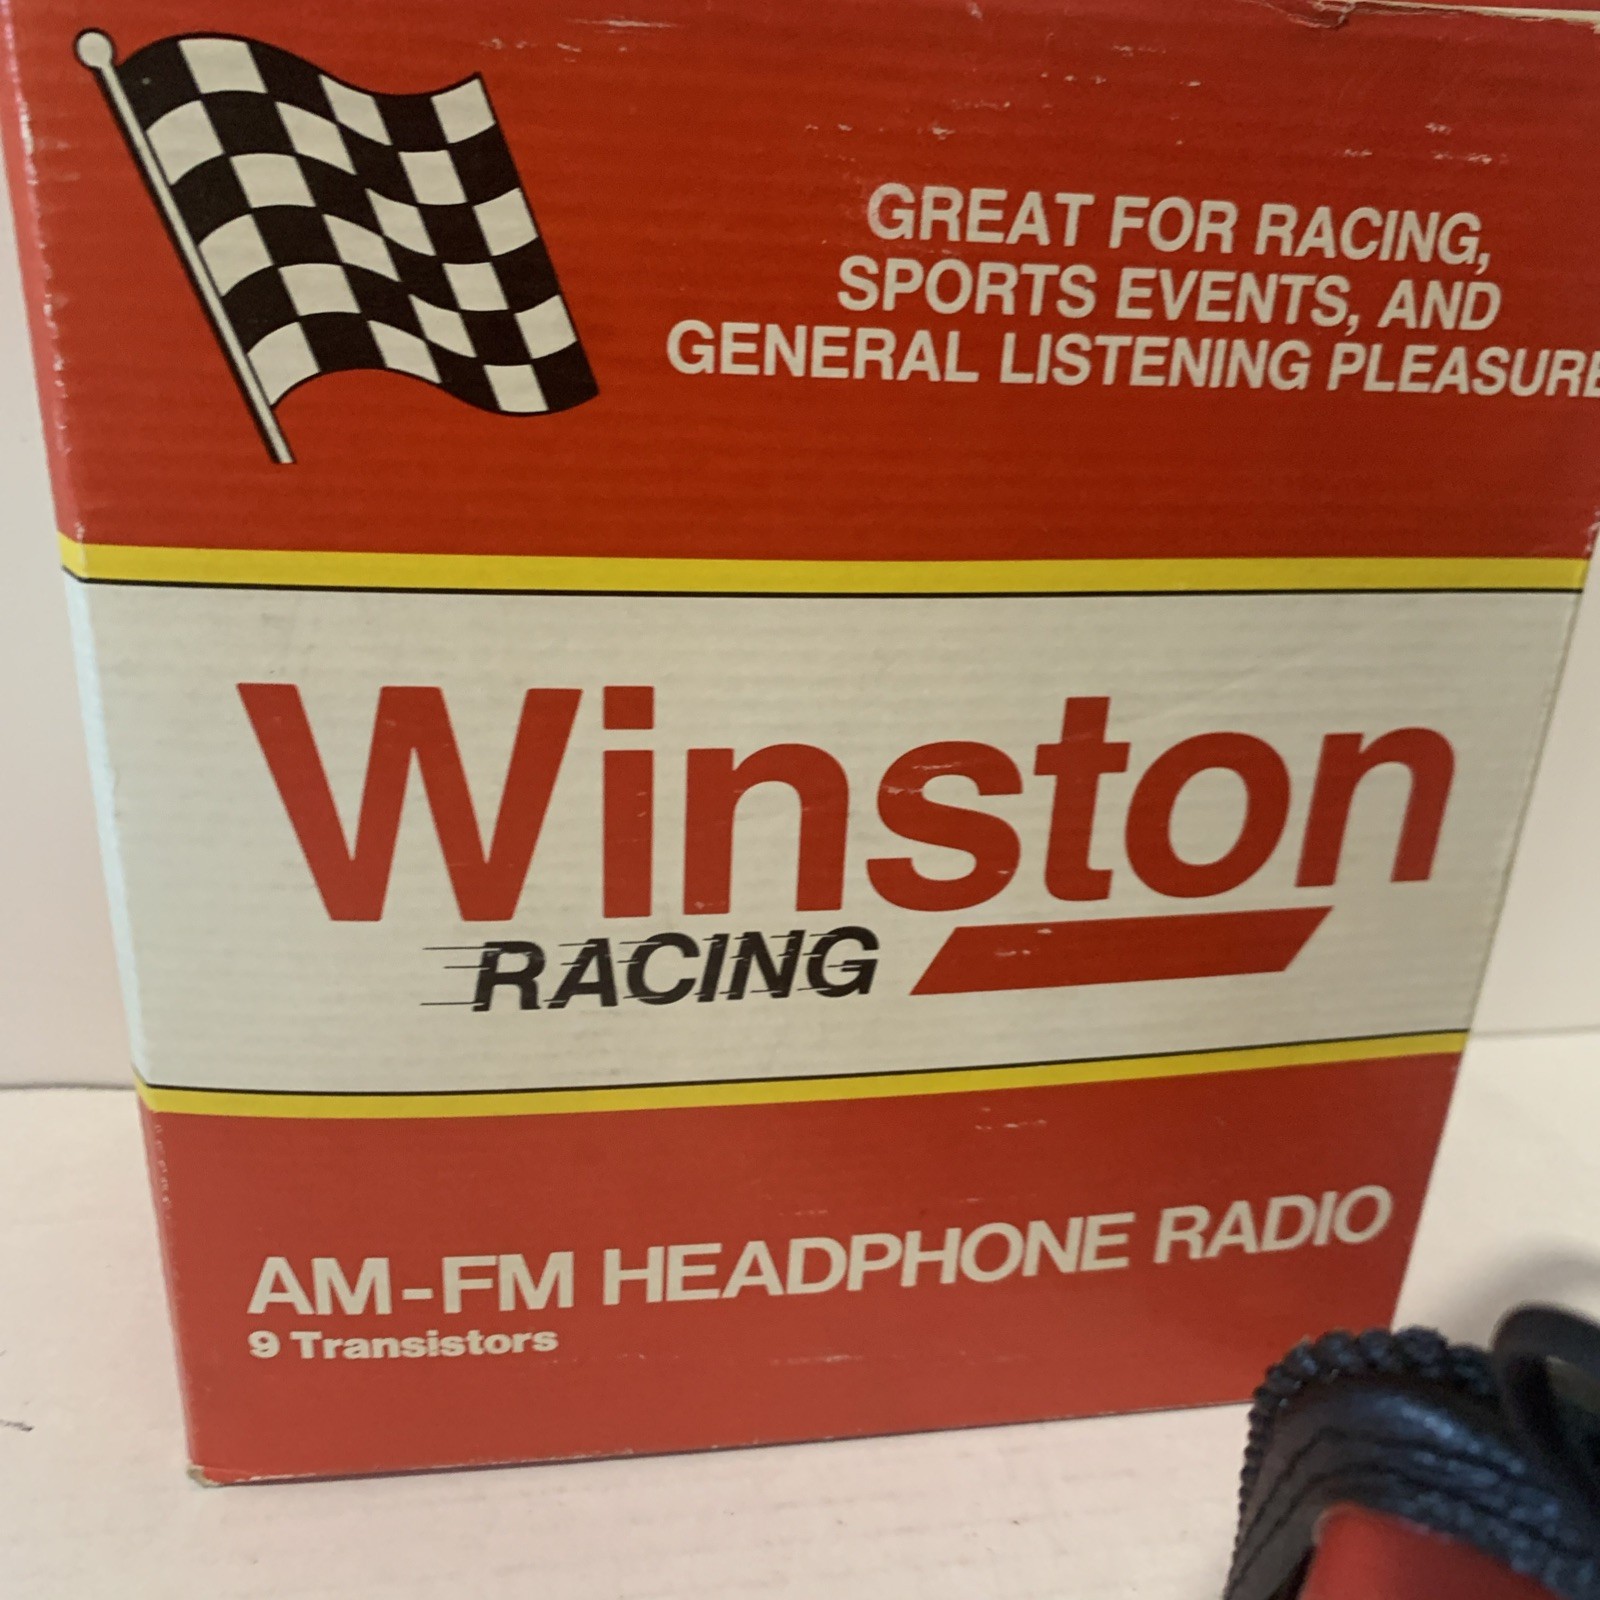 GREAT FOR RACING,
SPORTS EVENTS, AND
GENERAL LISTENING PLEASURE
Winston
RACING
AM-FM HEADPHONE RADIO
9 Transistors